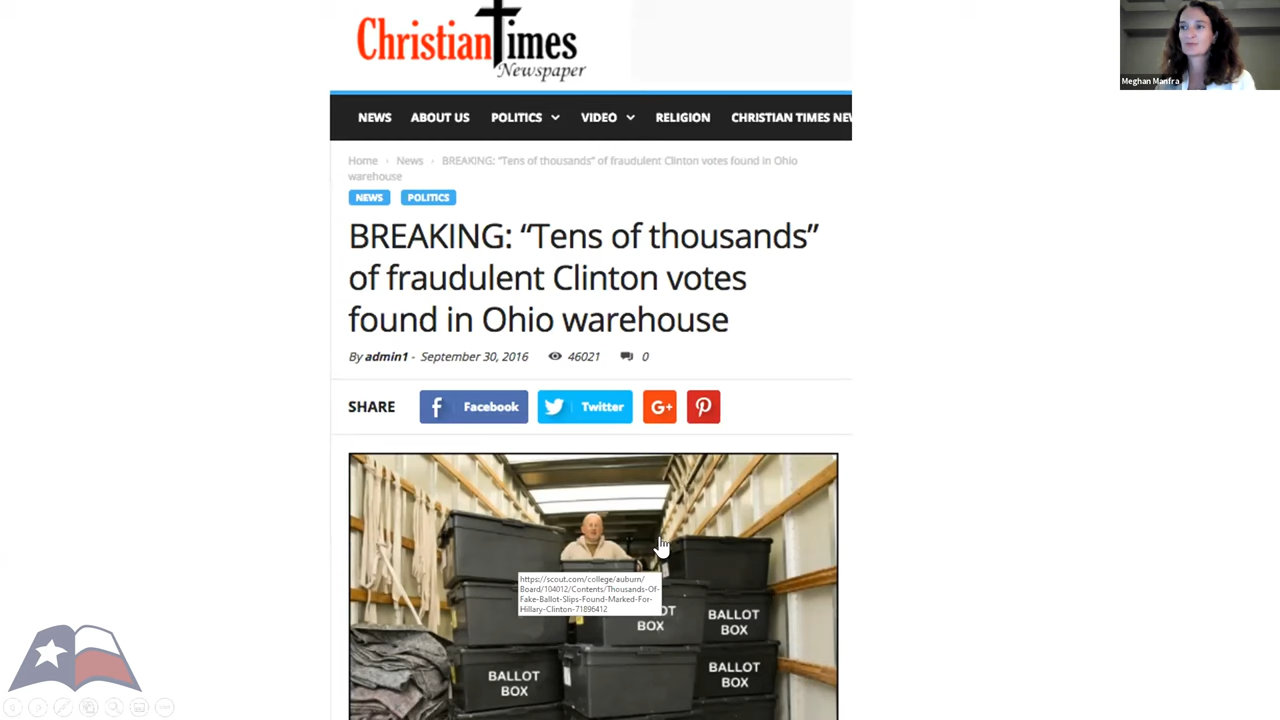 ChristianTimes
Newspaper
Meghan Manfra
NEWS ABOUT US POLITICS VIDEO RELIGION CHRISTIAN TIMES NEW
Home › News › BREAKING: "Tens of thousands" of fraudulent Clinton votes found in Ohio
warehouse
NEWS POLITICS
BREAKING: “Tens of thousands”
of fraudulent Clinton votes
found in Ohio warehouse
By admin1 - September 30, 2016 46021 0
SHARE Facebook Twitter G+
https://scout.com/college/auburn/
Board/104012/Contents/Thousands-Of-
Fake-Ballot-Slips-Found-Marked-For-
Hillary-Clinton-71896412
OT
BOX
BALLOT
BOX
BALLOT
BOX
BALLOT
BOX